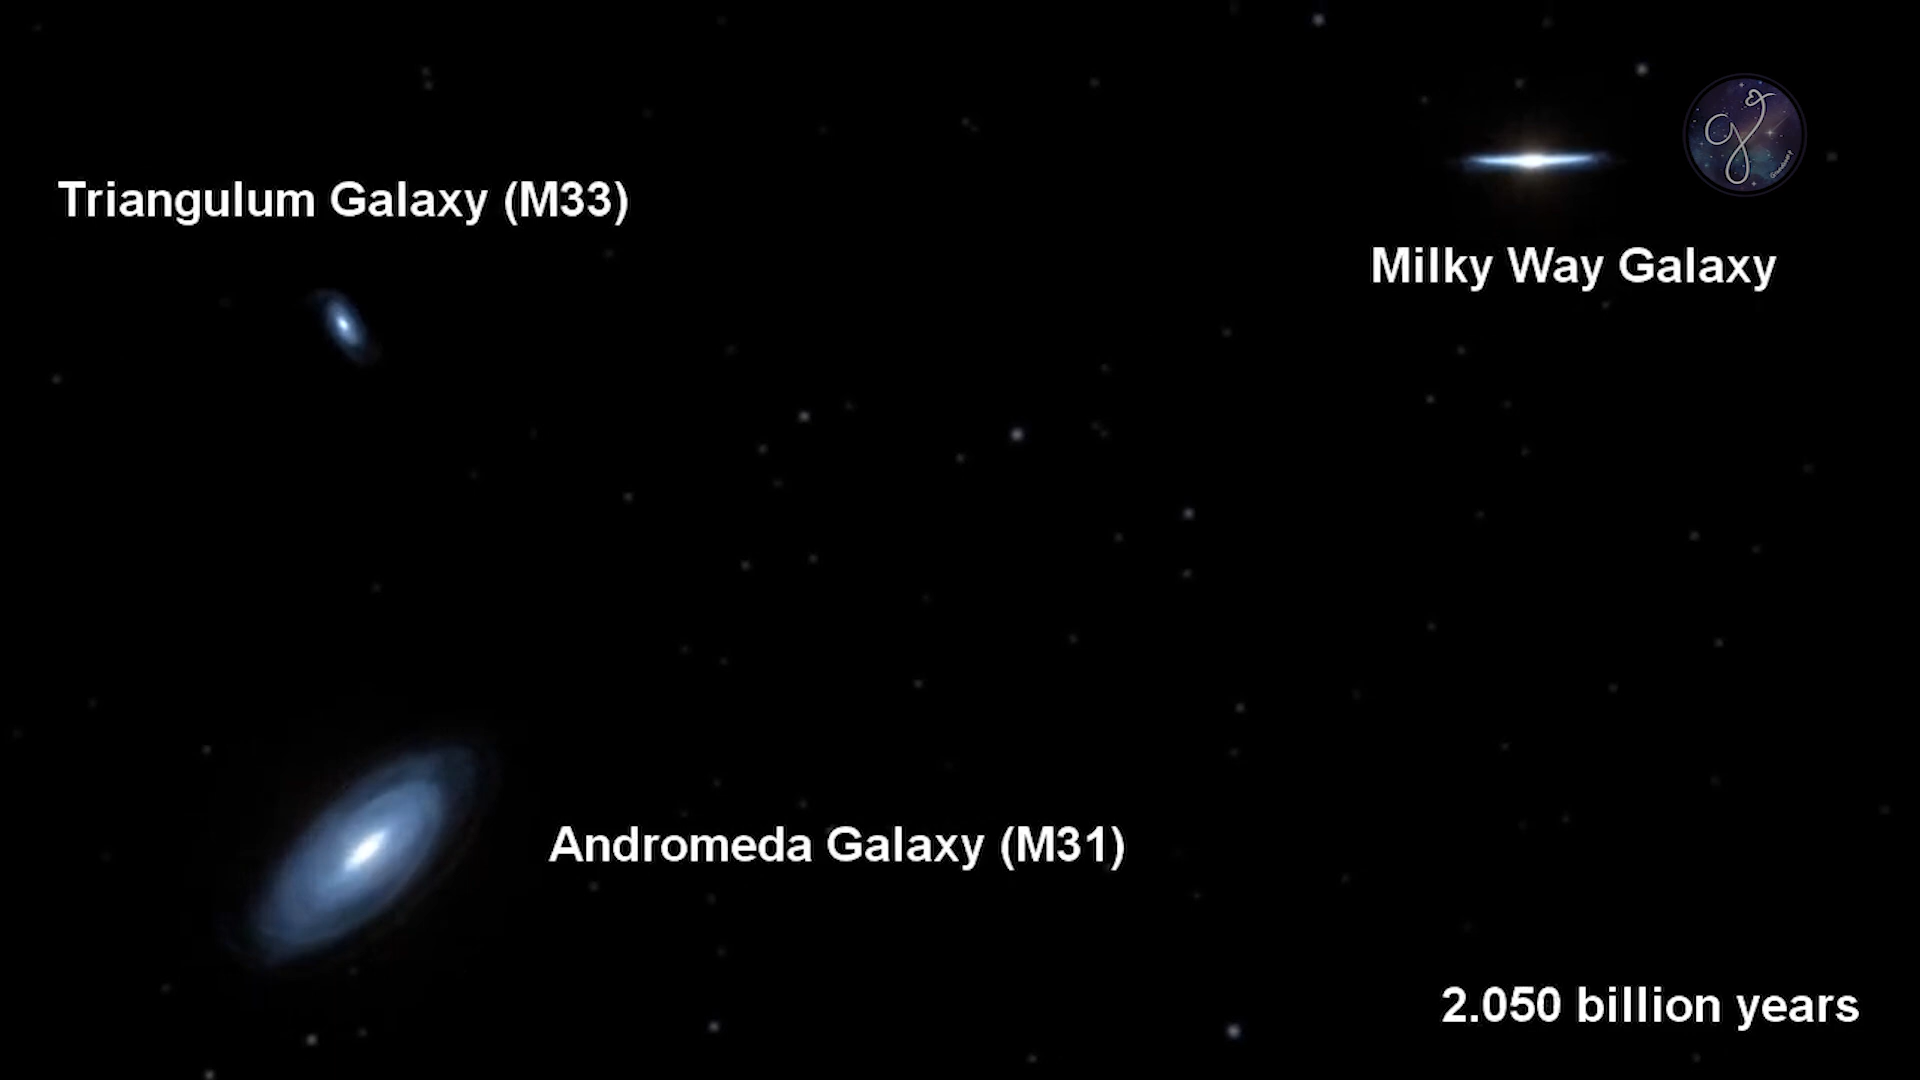 Triangulum Galaxy (M33)
Milky Way Galaxy
Andromeda Galaxy (M31)
2.050 billion years